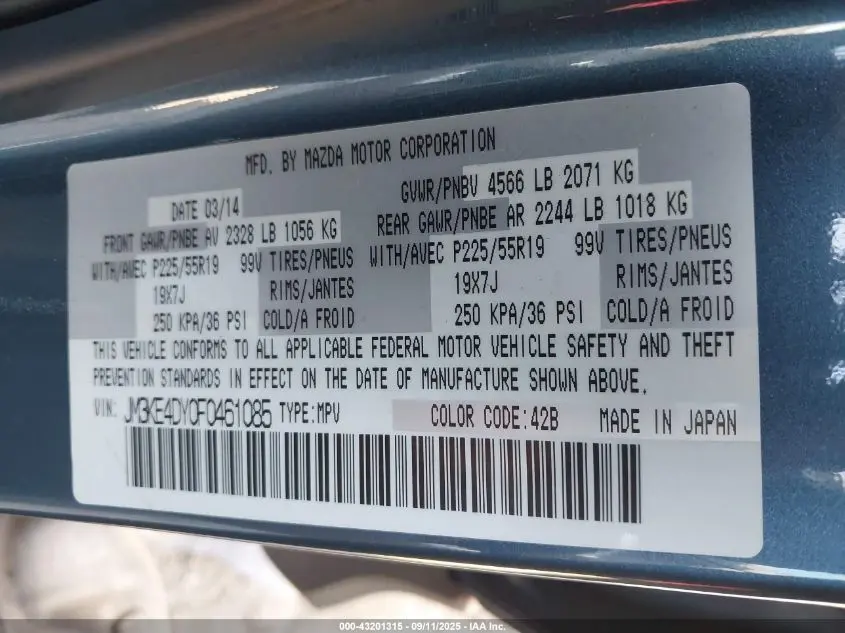 MFD. BY MAZDA MOTOR CORPORATION
DATE 03/14
GVWR/PNBV 4566 LB 2071 KG
FRONT GAWR/PNBE AV 2328 LB 1056 KG
REAR GAWR/PNBE AR 2244 LB 1018 KG
WITH/AVEC P225/55R19 99V TIRES/PNEUS
WITH/AVEC P225/55R19 99V TIRES/PNEUS
19X7J RIMS/JANTES
19X7J RIMS/JANTES
250 KPA/36 PSI COLD/A FROID
250 KPA/36 PSI COLD/A FROID
THIS VEHICLE CONFORMS TO ALL APPLICABLE FEDERAL MOTOR VEHICLE SAFETY AND THEFT
PREVENTION STANDARDS IN EFFECT ON THE DATE OF MANUFACTURE SHOWN ABOVE.
VIN: JM3KE4DY0F0461085 TYPE:MPV COLOR CODE:42B MADE IN JAPAN
000-43201315 - 09/11/2025 - IAA, Inc.